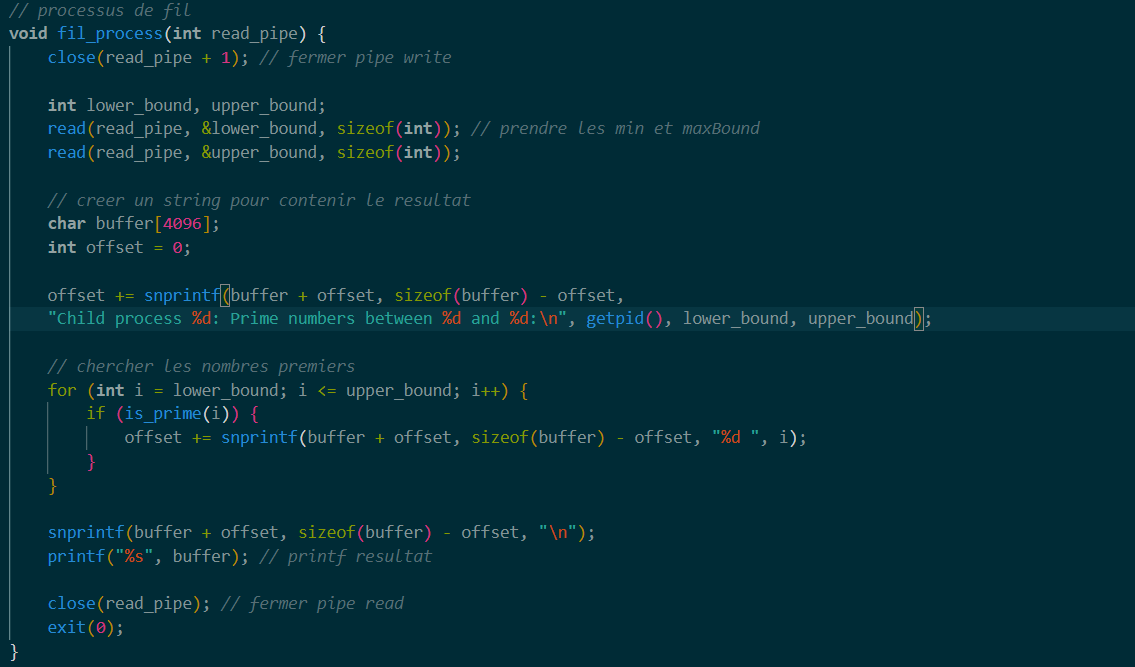 // processus de fil
void fil_process(int read_pipe) {
    close(read_pipe + 1); // fermer pipe write

    int lower_bound, upper_bound;
    read(read_pipe, &lower_bound, sizeof(int)); // prendre les min et maxBound
    read(read_pipe, &upper_bound, sizeof(int));

    // creer un string pour contenir le resultat
    char buffer[4096];
    int offset = 0;

    offset += snprintf(buffer + offset, sizeof(buffer) - offset,
    "Child process %d: Prime numbers between %d and %d:\n", getpid(), lower_bound, upper_bound);

    // chercher les nombres premiers
    for (int i = lower_bound; i <= upper_bound; i++) {
        if (is_prime(i)) {
            offset += snprintf(buffer + offset, sizeof(buffer) - offset, "%d ", i);
        }
    }

    snprintf(buffer + offset, sizeof(buffer) - offset, "\n");
    printf("%s", buffer); // printf resultat

    close(read_pipe); // fermer pipe read
    exit(0);
}